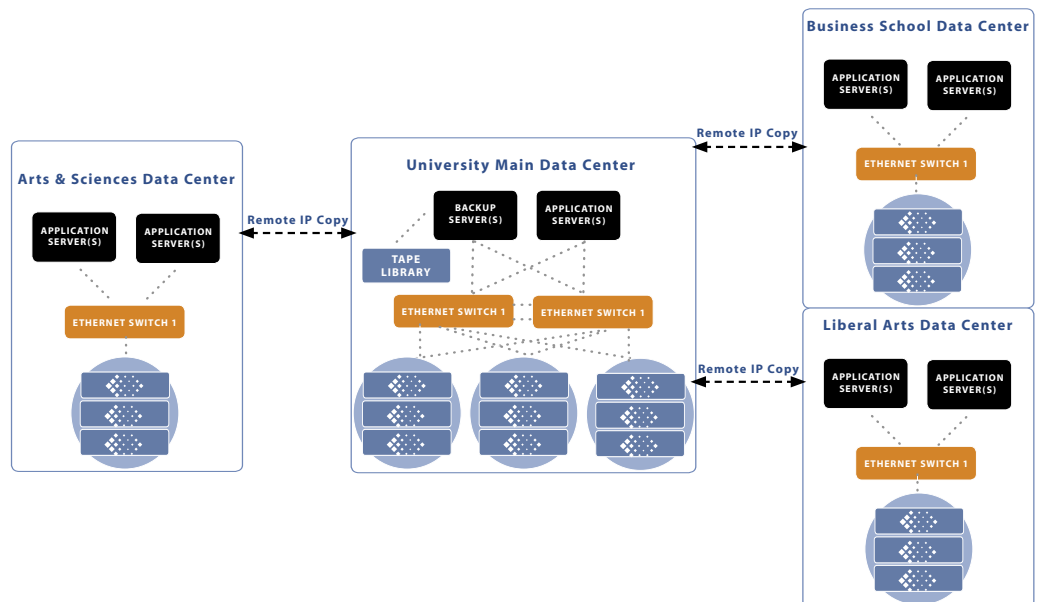 Business School Data Center
APPLICATION
SERVER(S)
APPLICATION
SERVER(S)
ETHERNET SWITCH 1
Remote IP Copy
University Main Data Center
BACKUP
SERVER(S)
APPLICATION
SERVER(S)
TAPE
LIBRARY
ETHERNET SWITCH 1
ETHERNET SWITCH 1
Arts & Sciences Data Center
APPLICATION
SERVER(S)
APPLICATION
SERVER(S)
ETHERNET SWITCH 1
Remote IP Copy
Liberal Arts Data Center
Remote IP Copy
APPLICATION
SERVER(S)
APPLICATION
SERVER(S)
ETHERNET SWITCH 1